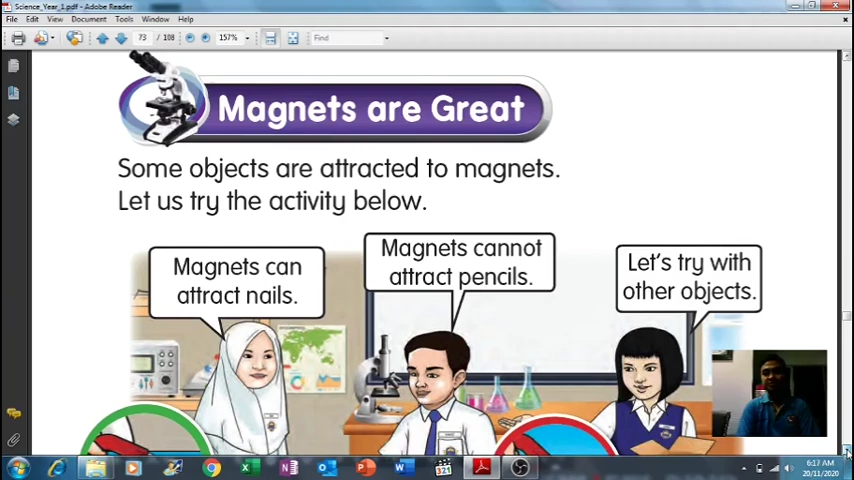 Science_Year_1.pdf - Adobe Reader
File Edit View Document Tools Window Help
73 / 108 157% Find
Magnets are Great
Some objects are attracted to magnets.
Let us try the activity below.
Magnets can
attract nails.
Magnets cannot
attract pencils.
Let's try with
other objects.
321
6:17 AM
20/11/2020